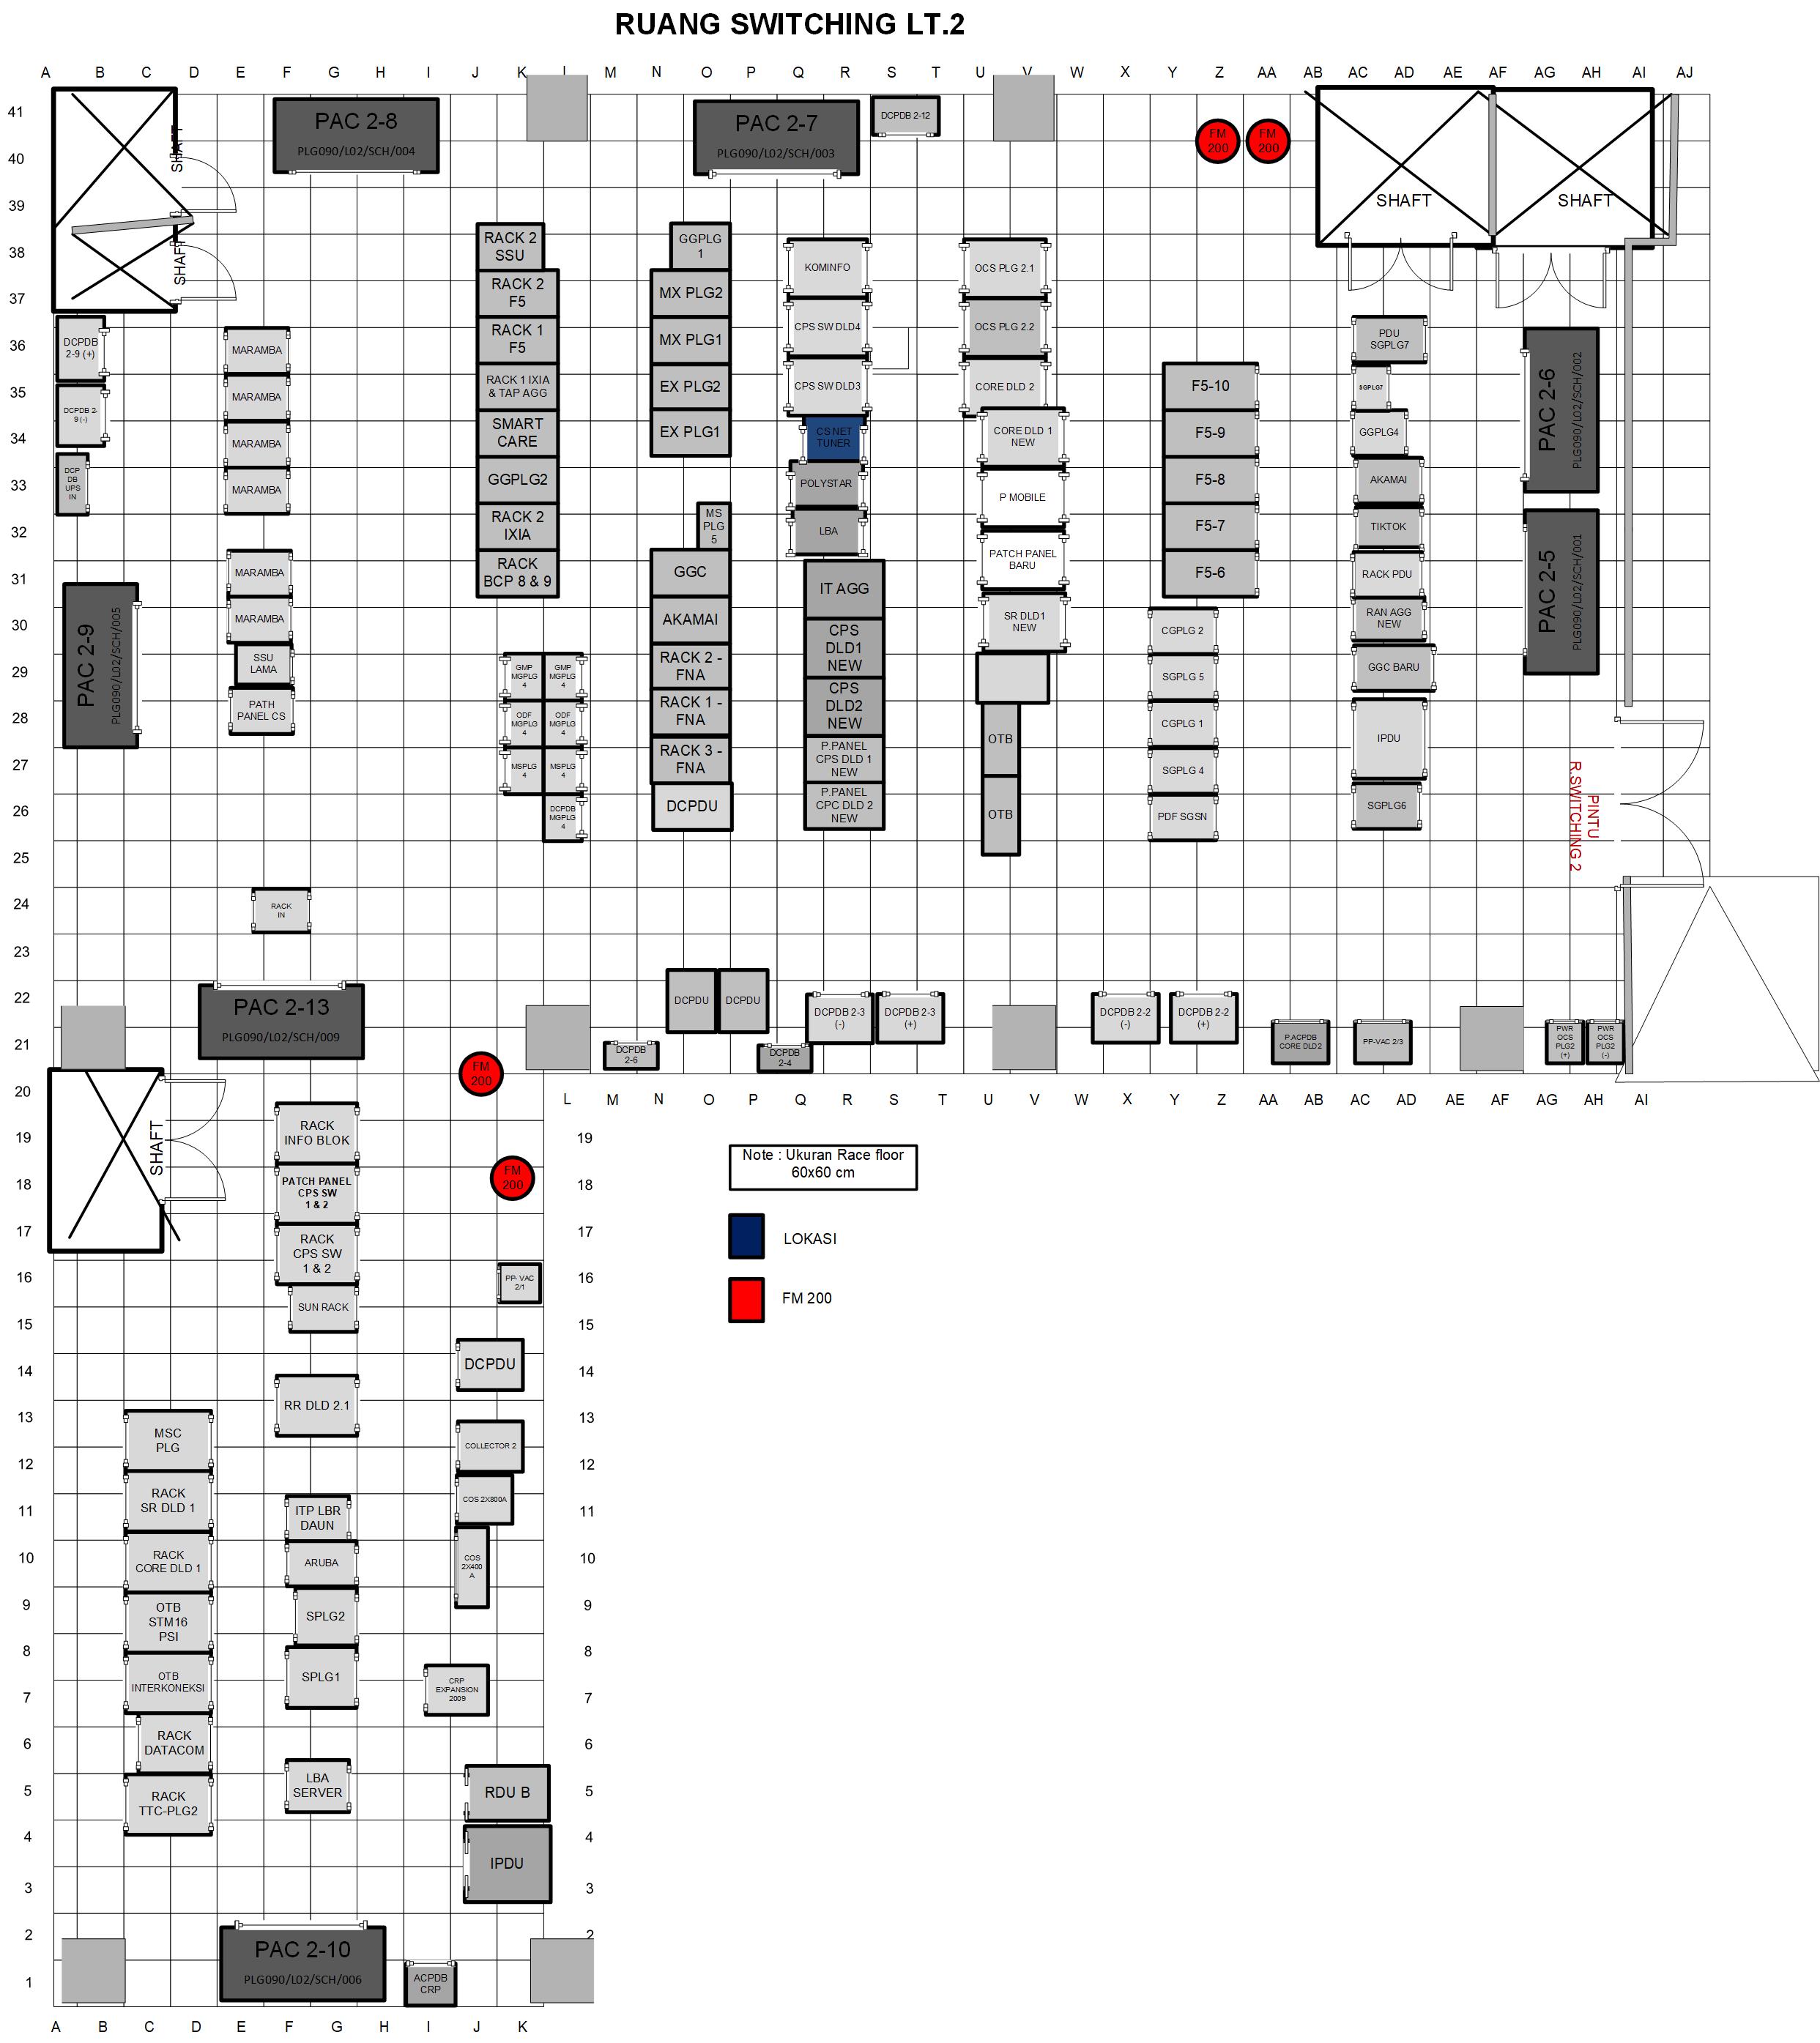 RUANG SWITCHING LT.2
A B C D E F G H I J K L M N O P Q R S T U V W X Y Z AA AB AC AD AE AF AG AH AI AJ
41
PAC 2-8
PLG090/L02/SCH/004
PAC 2-7
PLG090/L02/SCH/003
DCPDB 2-12
FM
200
FM
200
40
SHAFT
39
SHAFT
SHAFT
38
SHAFT
RACK 2
SSU
GGPLG
1
KOMINFO
OCS PLG 2.1
37
RACK 2
F5
MX PLG2
CPS SW DLD4
OCS PLG 2.2
36
DCPDB
2-9 (+)
MARAMBA
RACK 1
F5
MX PLG1
PDU
SGPLG7
PAC 2-6
PLG090/L02/SCH/002
35
DCPDB 2-
9 (-)
MARAMBA
RACK 1 IXIA
& TAP AGG
EX PLG2
CPS SW DLD3
CORE DLD 2
F5-10
SGPLG7
34
MARAMBA
SMART
CARE
EX PLG1
CS NET
TUNER
CORE DLD 1
NEW
F5-9
GGPLG4
33
DCP
DB
UPS
IN
MARAMBA
GGPLG2
POLYSTAR
P MOBILE
F5-8
AKAMAI
32
RACK 2
IXIA
MS
PLG
5
LBA
PATCH PANEL
BARU
F5-7
TIKTOK
PAC 2-5
PLG090/L02/SCH/001
31
MARAMBA
RACK
BCP 8 & 9
GGC
IT AGG
F5-6
RACK PDU
30
PAC 2-9
PLG090/L02/SCH/005
MARAMBA
AKAMAI
CPS
DLD1
NEW
SR DLD1
NEW
CGPLG 2
RAN AGG
NEW
29
SSU
LAMA
GMP
MGPLG
4
GMP
MGPLG
4
RACK 2 -
FNA
SGPLG 5
GGC BARU
28
PATH
PANEL CS
ODF
MGPLG
4
ODF
MGPLG
4
RACK 1 -
FNA
CPS
DLD2
NEW
OTB
CGPLG 1
IPDU
27
MSPLG
4
MSPLG
4
RACK 3 -
FNA
P.PANEL
CPS DLD 1
NEW
SGPLG 4
26
DCPDB
MGPLG
4
DCPDU
P.PANEL
CPC DLD 2
NEW
OTB
PDF SGSN
SGPLG6
PINTU
R.SWITCHING 2
25
24
RACK
IN
23
22
PAC 2-13
PLG090/L02/SCH/009
DCPDU
DCPDU
DCPDB 2-3
(-)
DCPDB 2-3
(+)
DCPDB 2-2
(-)
DCPDB 2-2
(+)
21
DCPDB
2-6
DCPDB
2-4
P.ACPDB
CORE DLD2
PP-VAC 2/3
PWR
OCS
PLG2
(+)
PWR
OCS
PLG2
(-)
FM
200
20
L M N O P Q R S T U V W X Y Z AA AB AC AD AE AF AG AH AI
19
SHAFT
RACK
INFO BLOK
19
Note : Ukuran Race floor
60x60 cm
18
PATCH PANEL
CPS SW
1 & 2
FM
200
18
17
RACK
CPS SW
1 & 2
17
LOKASI
16
PP- VAC
2/1
16
FM 200
15
SUN RACK
15
14
DCPDU
14
13
MSC
PLG
RR DLD 2.1
13
12
COLLECTOR 2
12
11
RACK
SR DLD 1
ITP LBR
DAUN
COS 2X800A
11
10
RACK
CORE DLD 1
ARUBA
COS
2X400
A
10
9
OTB
STM16
PSI
SPLG2
9
8
OTB
INTERKONEKSI
SPLG1
8
7
CRP
EXPANSION
2009
7
6
RACK
DATACOM
6
5
RACK
TTC-PLG2
LBA
SERVER
RDU B
5
4
IPDU
4
3
3
2
PAC 2-10
PLG090/L02/SCH/006
2
1
ACPDB
CRP
A B C D E F G H I J K